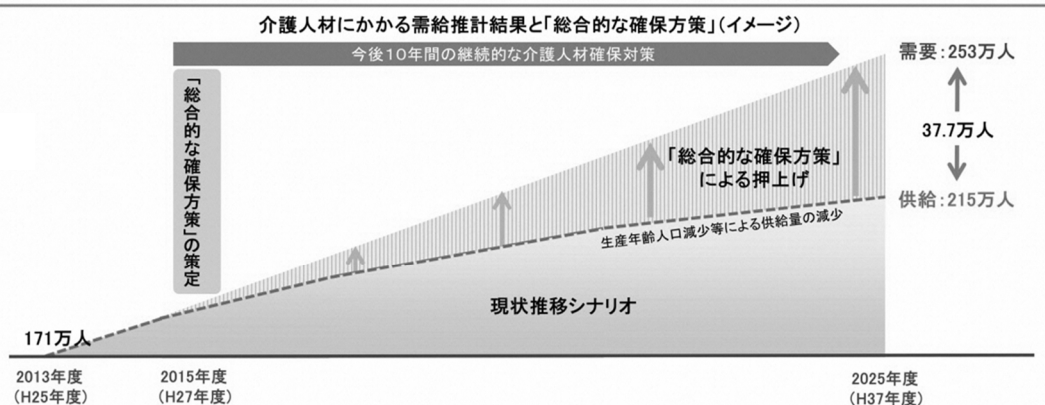 介護人材にかかる需給推計結果と「総合的な確保方策」(イメージ)
今後10年間の継続的な介護人材確保対策
「総合的な確保方策」の策定
需要:253万人
37.7万人
供給:215万人
「総合的な確保方策」
による押上げ
生産年齢人口減少等による供給量の減少
現状推移シナリオ
171万人
2013年度
(H25年度)
2015年度
(H27年度)
2025年度
(H37年度)